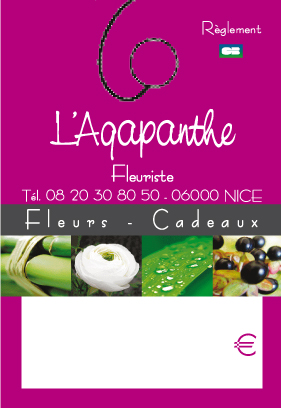 Règlement
CB
L'Agapanthe
Fleuriste
Tél. 08 20 30 80 50 - 06000 NICE
Fleurs - Cadeaux
€